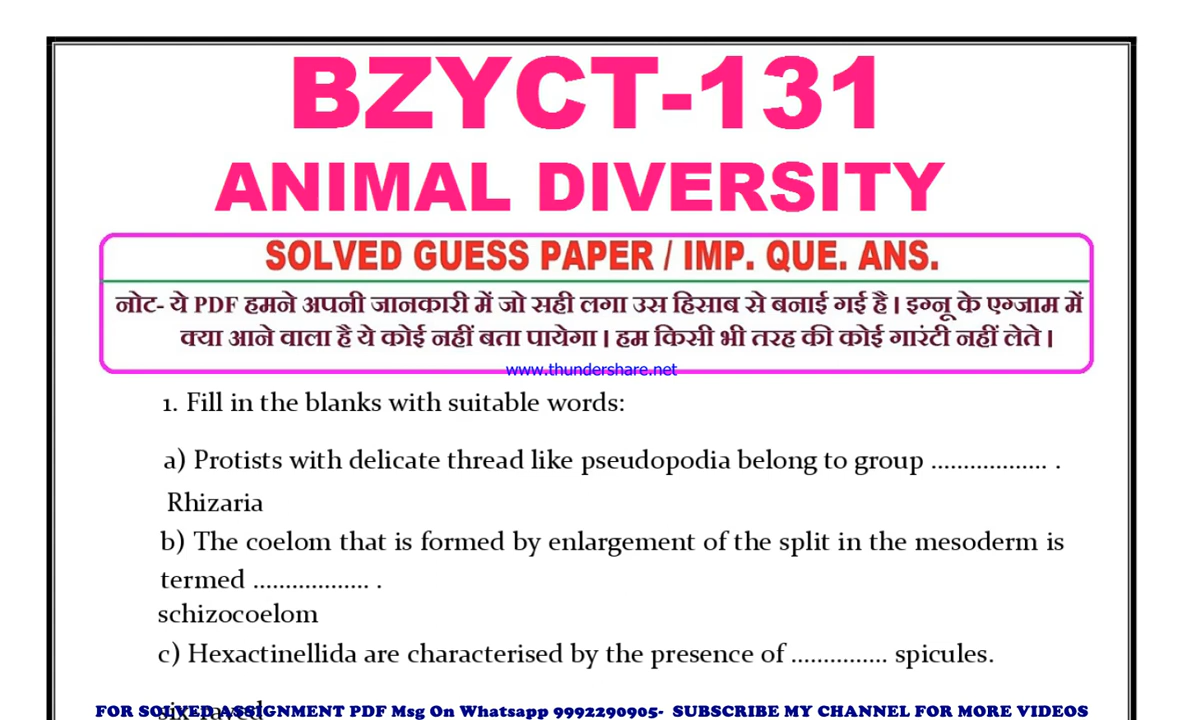 BZYCT-131
ANIMAL DIVERSITY
SOLVED GUESS PAPER / IMP. QUE. ANS.
नोट- ये PDF हमने अपनी जानकारी में जो सही लगा उस हिसाब से बनाई गई है। इग्नू के एग्जाम में
क्या आने वाला है ये कोई नहीं बता पायेगा। हम किसी भी तरह की कोई गारंटी नहीं लेते।
www.thundershare.net
1. Fill in the blanks with suitable words:
a) Protists with delicate thread like pseudopodia belong to group .................. .
Rhizaria
b) The coelom that is formed by enlargement of the split in the mesoderm is
termed .................. .
schizocoelom
c) Hexactinellida are characterised by the presence of ............... spicules.
six-rayed
FOR SOLVED ASSIGNMENT PDF Msg On Whatsapp 9992290905- SUBSCRIBE MY CHANNEL FOR MORE VIDEOS